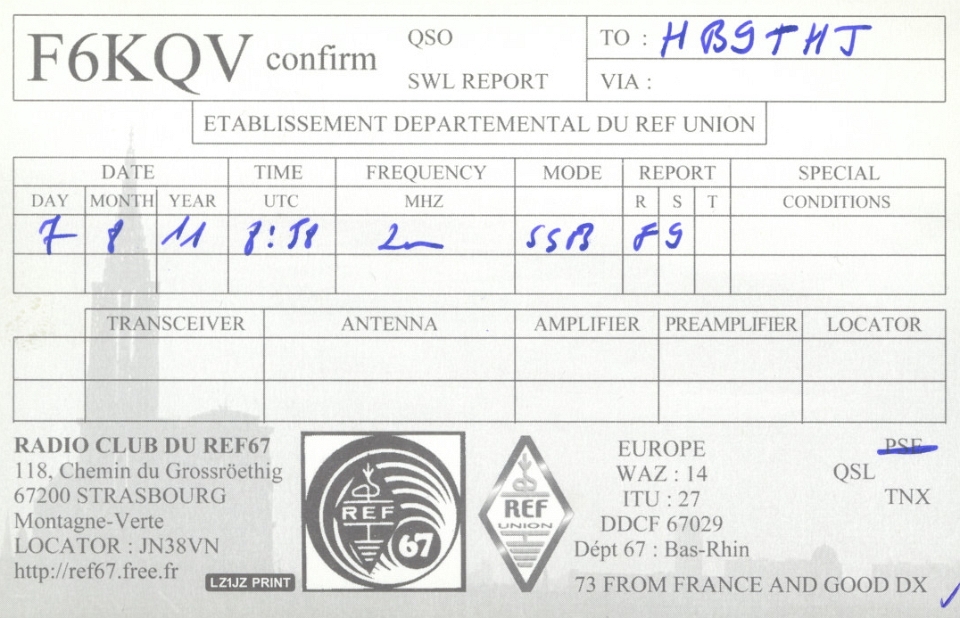 F6KQV confirm QSO TO : HB9THJ
SWL REPORT VIA :
ETABLISSEMENT DEPARTEMENTAL DU REF UNION
DATE TIME FREQUENCY MODE REPORT SPECIAL
DAY MONTH YEAR UTC MHZ R S T CONDITIONS
7 8 11 8:58 2m SSB 59
TRANSCEIVER ANTENNA AMPLIFIER PREAMPLIFIER LOCATOR
RADIO CLUB DU REF67
118, Chemin du Grossröethig
67200 STRASBOURG
Montagne-Verte
LOCATOR : JN38VN
http://ref67.free.fr
LZ1JZ PRINT
REF
67
REF
UNION
EUROPE
WAZ : 14
ITU : 27
DDCF 67029
Dépt 67 : Bas-Rhin
PSE
QSL
TNX
73 FROM FRANCE AND GOOD DX